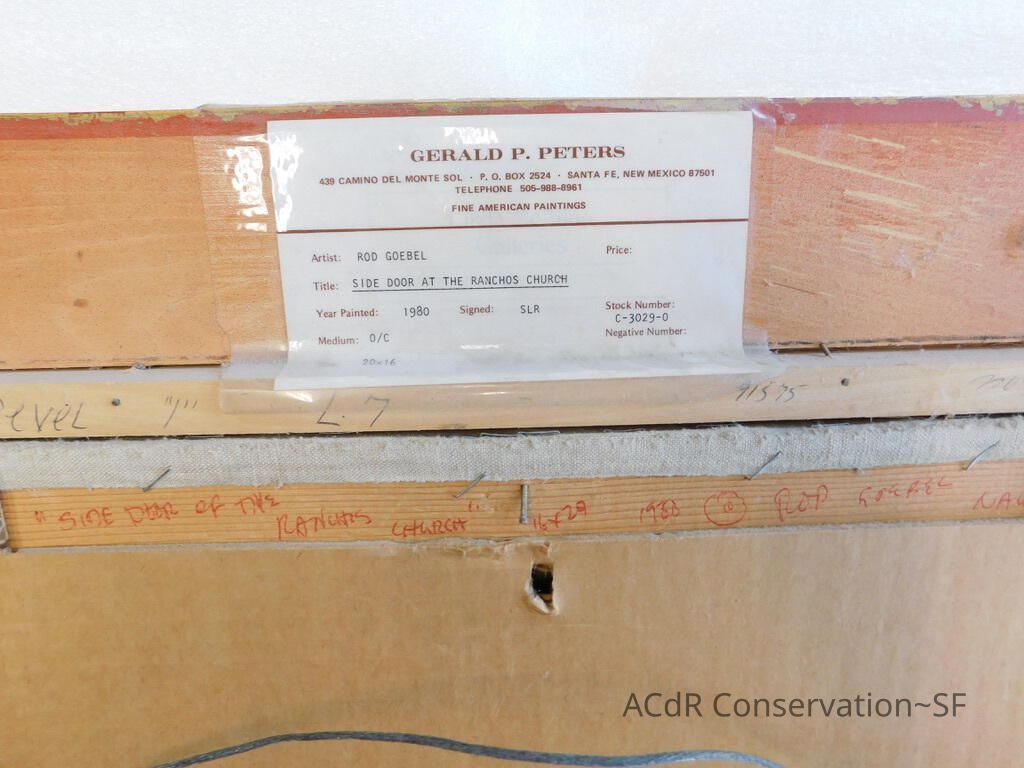 GERALD P. PETERS
439 CAMINO DEL MONTE SOL · P. O. BOX 2524 · SANTA FE, NEW MEXICO 87501
TELEPHONE 505-988-8961
FINE AMERICAN PAINTINGS
Artist: ROD GOEBEL Price:
Title: SIDE DOOR AT THE RANCHOS CHURCH
Year Painted: 1980 Signed: SLR Stock Number:
C-3029-0
Medium: O/C Negative Number:
20x16
"1" L.7 91575
"SIDE DOOR OF THE
RANCHOS CHURCH" 1980 ROD GOEBEL
ACdR Conservation~SF